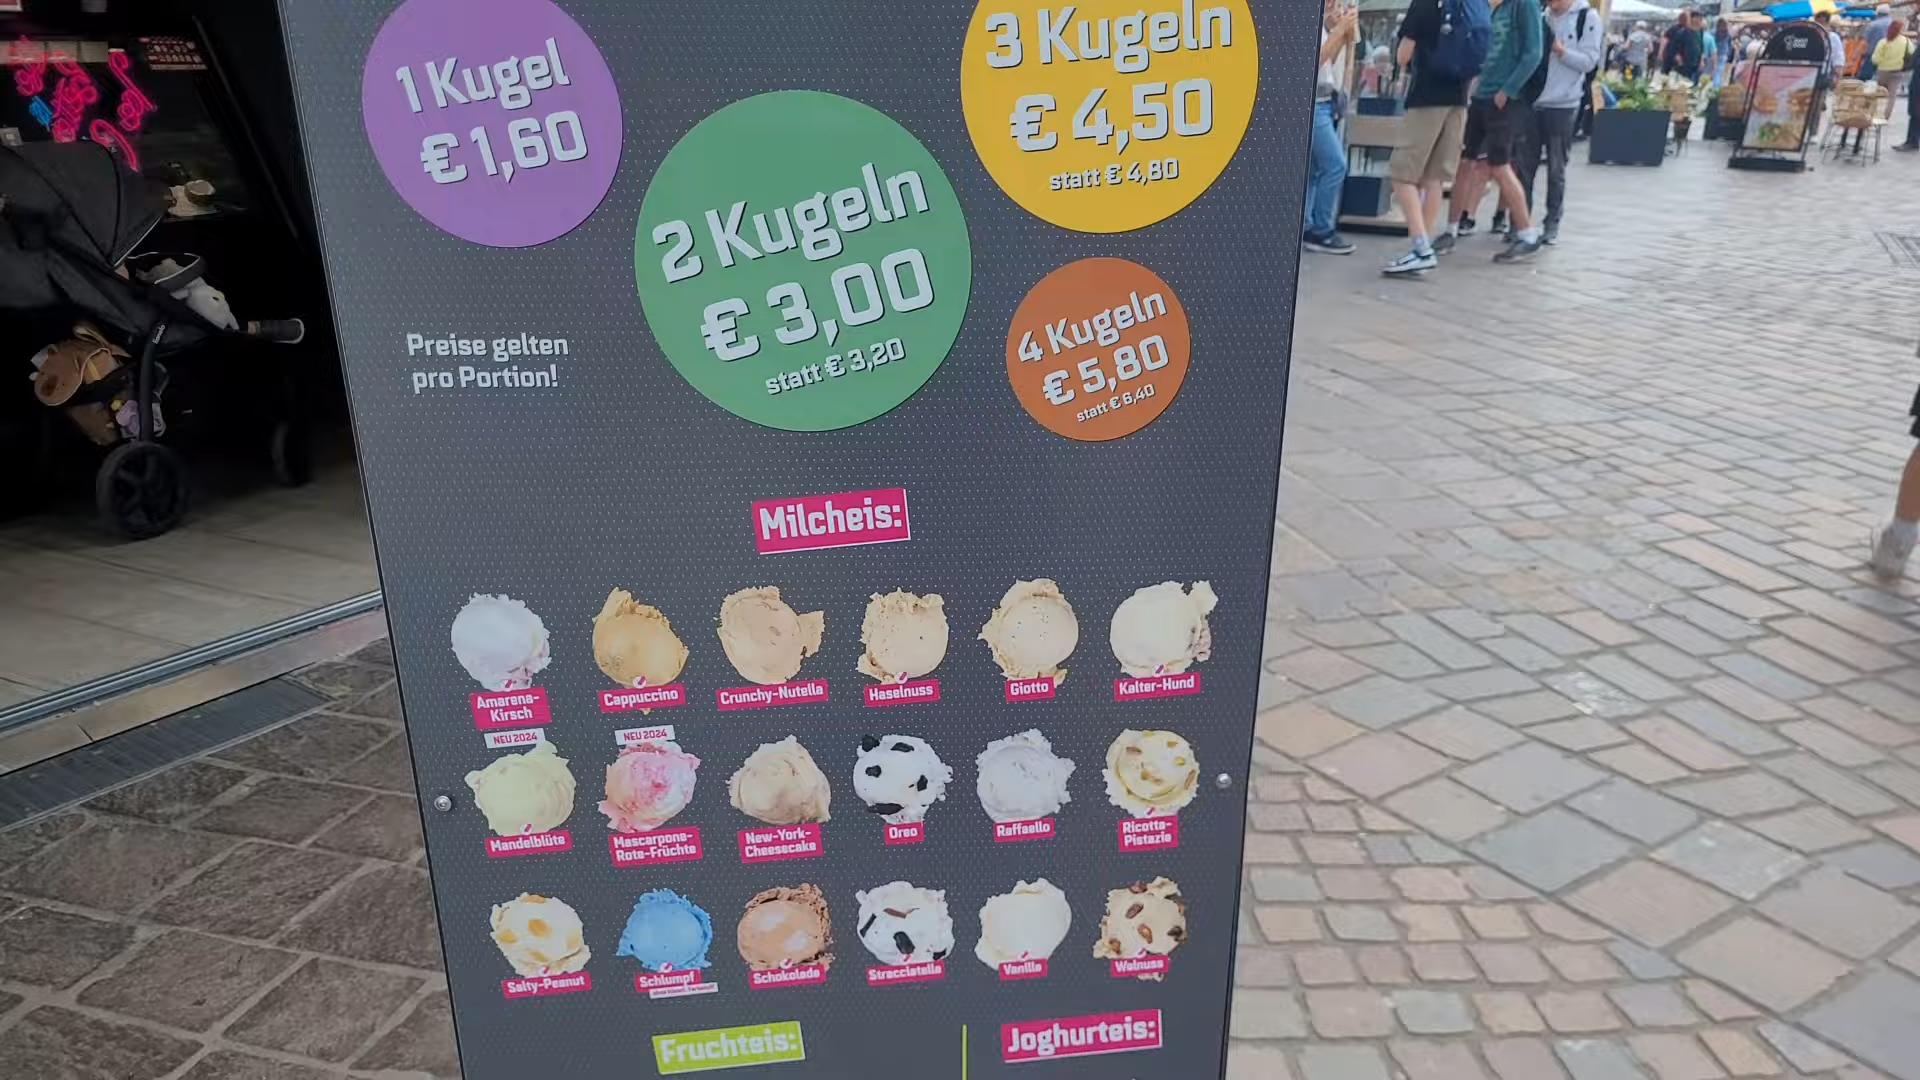 1 Kugel
€ 1,60
2 Kugeln
€ 3,00
statt € 3,20
3 Kugeln
€ 4,50
statt € 4,80
4 Kugeln
€ 5,80
statt € 6,40
Preise gelten
pro Portion!
Milcheis:
Amarena-
Kirsch
Cappuccino
Crunchy-Nutella
Haselnuss
Giotto
Kalter-Hund
NEU 2024
Mandelblüte
NEU 2024
Mascarpone-
Rote-Früchte
New-York-
Cheesecake
Oreo
Raffaello
Ricotta-
Pistazie
Salty-Peanut
Schlumpf
Schokolade
Stracciatella
Vanille
Walnuss
Fruchteis:
Joghurteis: